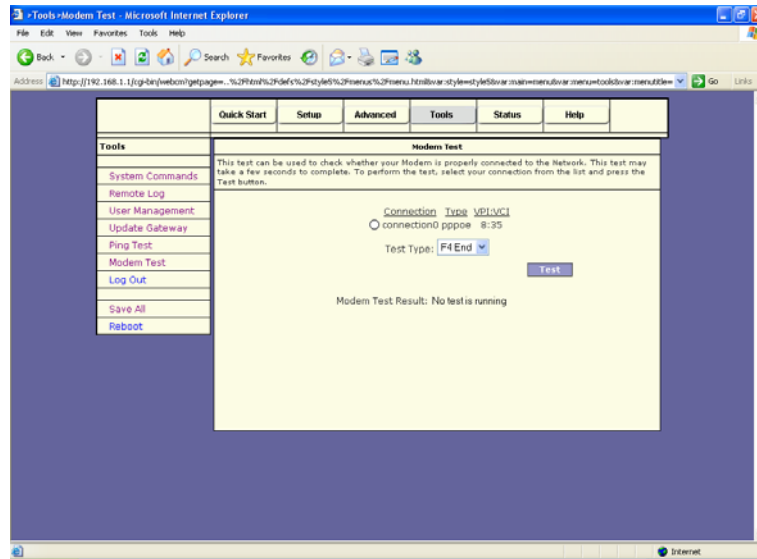 »Tools»Modem Test - Microsoft Internet Explorer
File Edit View Favorites Tools Help
Back Search Favorites
Address http://192.168.1.1/cgi-bin/webcm?getpage=...%2Fhtml%2Fdefs%2Fstyle5%2Fmenus%2Fmenu.html&var:style=style5&var:main=menu&var:menu=tools&var:menutitle= Go Links
Quick Start Setup Advanced Tools Status Help
Tools
System Commands
Remote Log
User Management
Update Gateway
Ping Test
Modem Test
Log Out
Save All
Reboot
Modem Test
This test can be used to check whether your Modem is properly connected to the Network. This test may
take a few seconds to complete. To perform the test, select your connection from the list and press the
Test button.
Connection Type VPI:VCI
connection0 pppoe 8:35
Test Type: F4 End
Test
Modem Test Result: No test is running
Internet